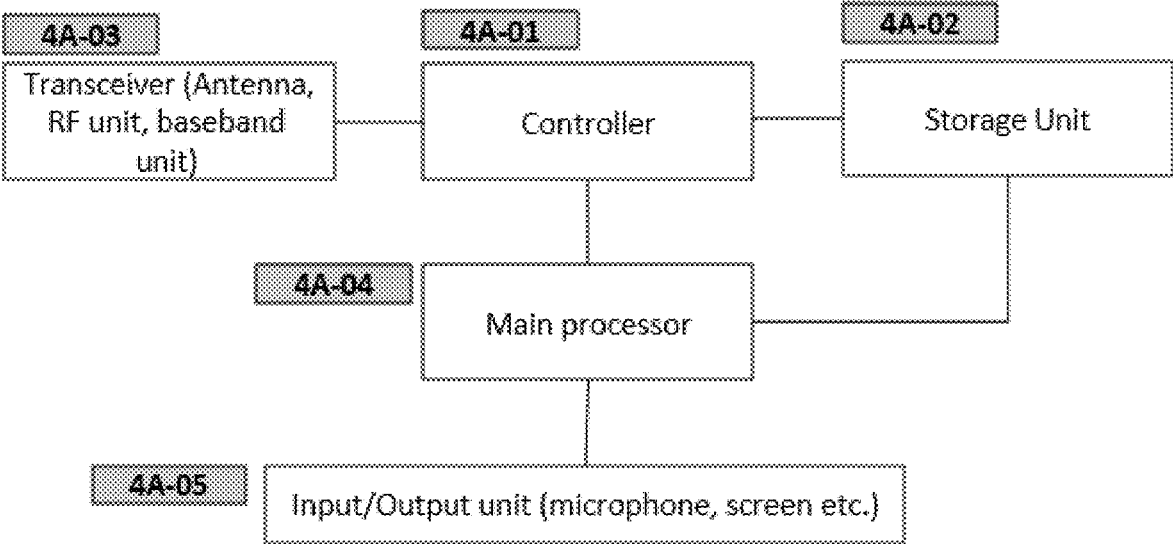 4A-03
4A-01
4A-02
Transceiver (Antenna,
RF unit, baseband
unit)
Controller
Storage Unit
4A-04
Main processor
4A-05
Input/Output unit (microphone, screen etc.)